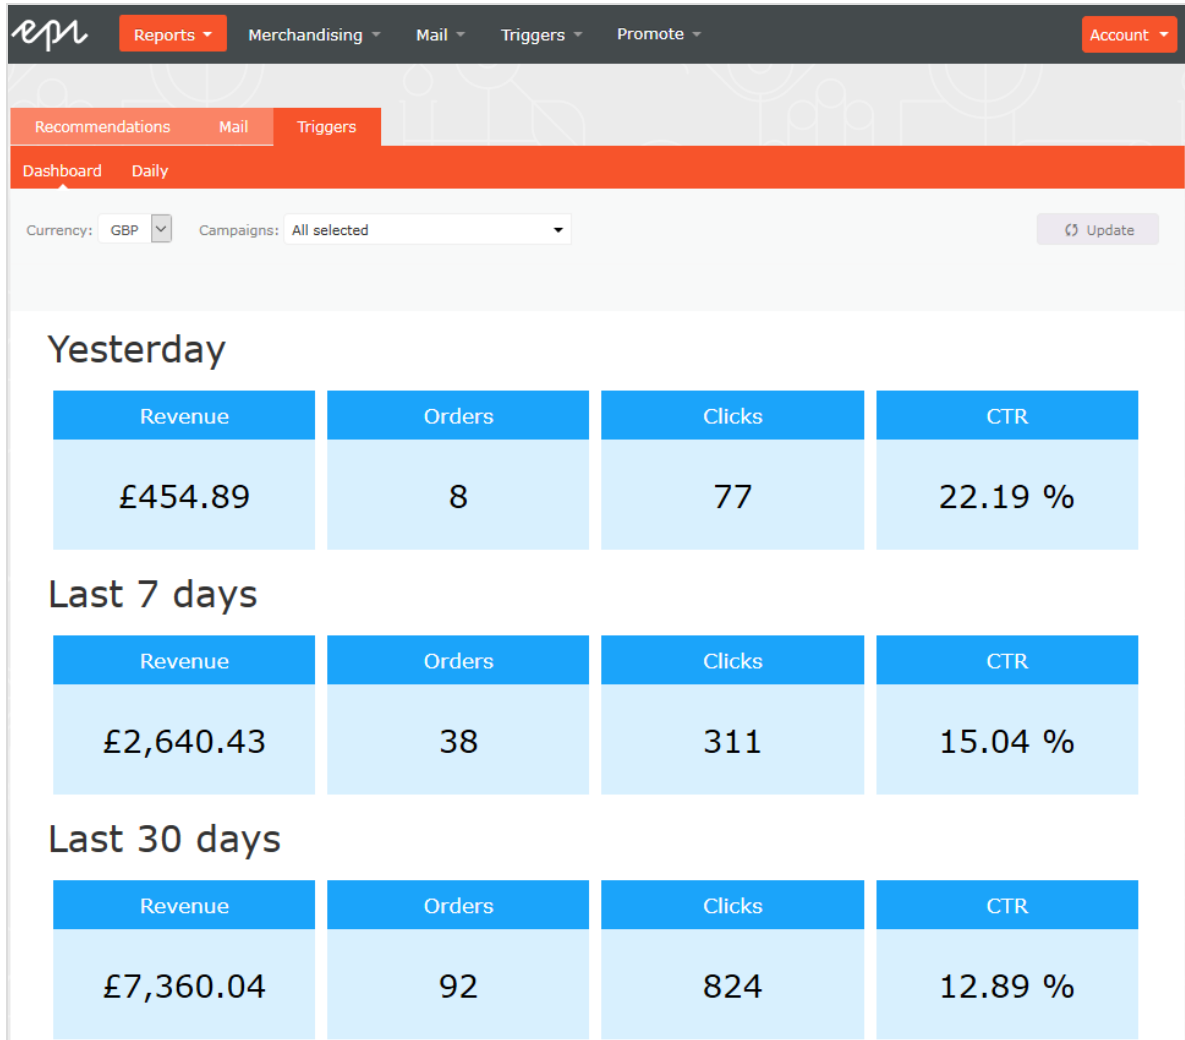 epi Reports Merchandising Mail Triggers Promote Account
Recommendations Mail Triggers
Dashboard Daily
Currency: GBP Campaigns: All selected Update
Yesterday
Revenue Orders Clicks CTR
£454.89 8 77 22.19 %
Last 7 days
Revenue Orders Clicks CTR
£2,640.43 38 311 15.04 %
Last 30 days
Revenue Orders Clicks CTR
£7,360.04 92 824 12.89 %